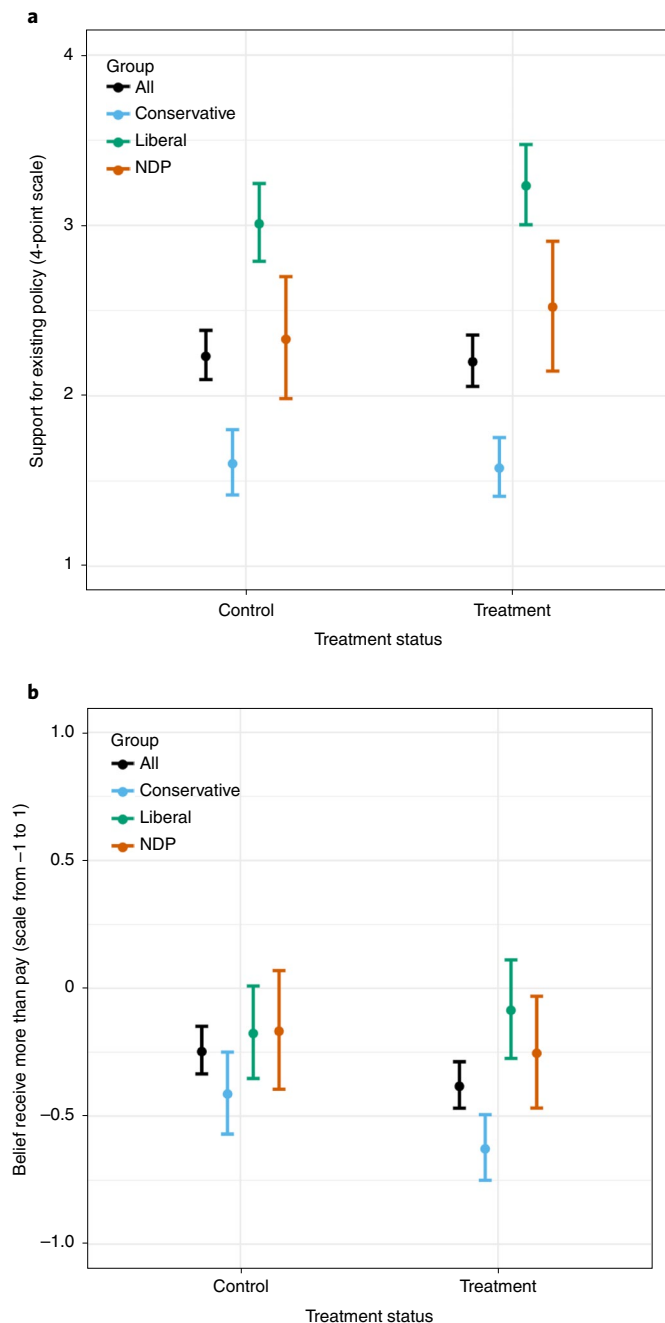 a
4
3
2
1
Support for existing policy (4-point scale)
Group
All
Conservative
Liberal
NDP
Control
Treatment
Treatment status
b
1.0
0.5
0
–0.5
–1.0
Belief receive more than pay (scale from –1 to 1)
Group
All
Conservative
Liberal
NDP
Control
Treatment
Treatment status